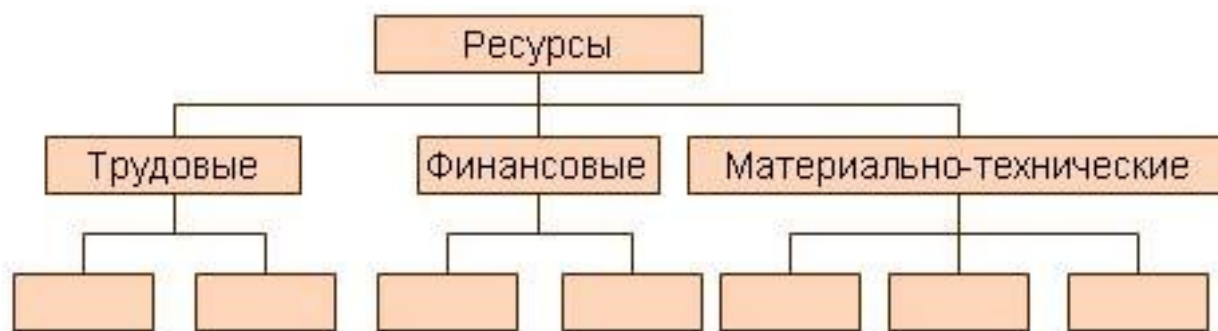 Ресурсы
Трудовые
Финансовые
Материально-технические